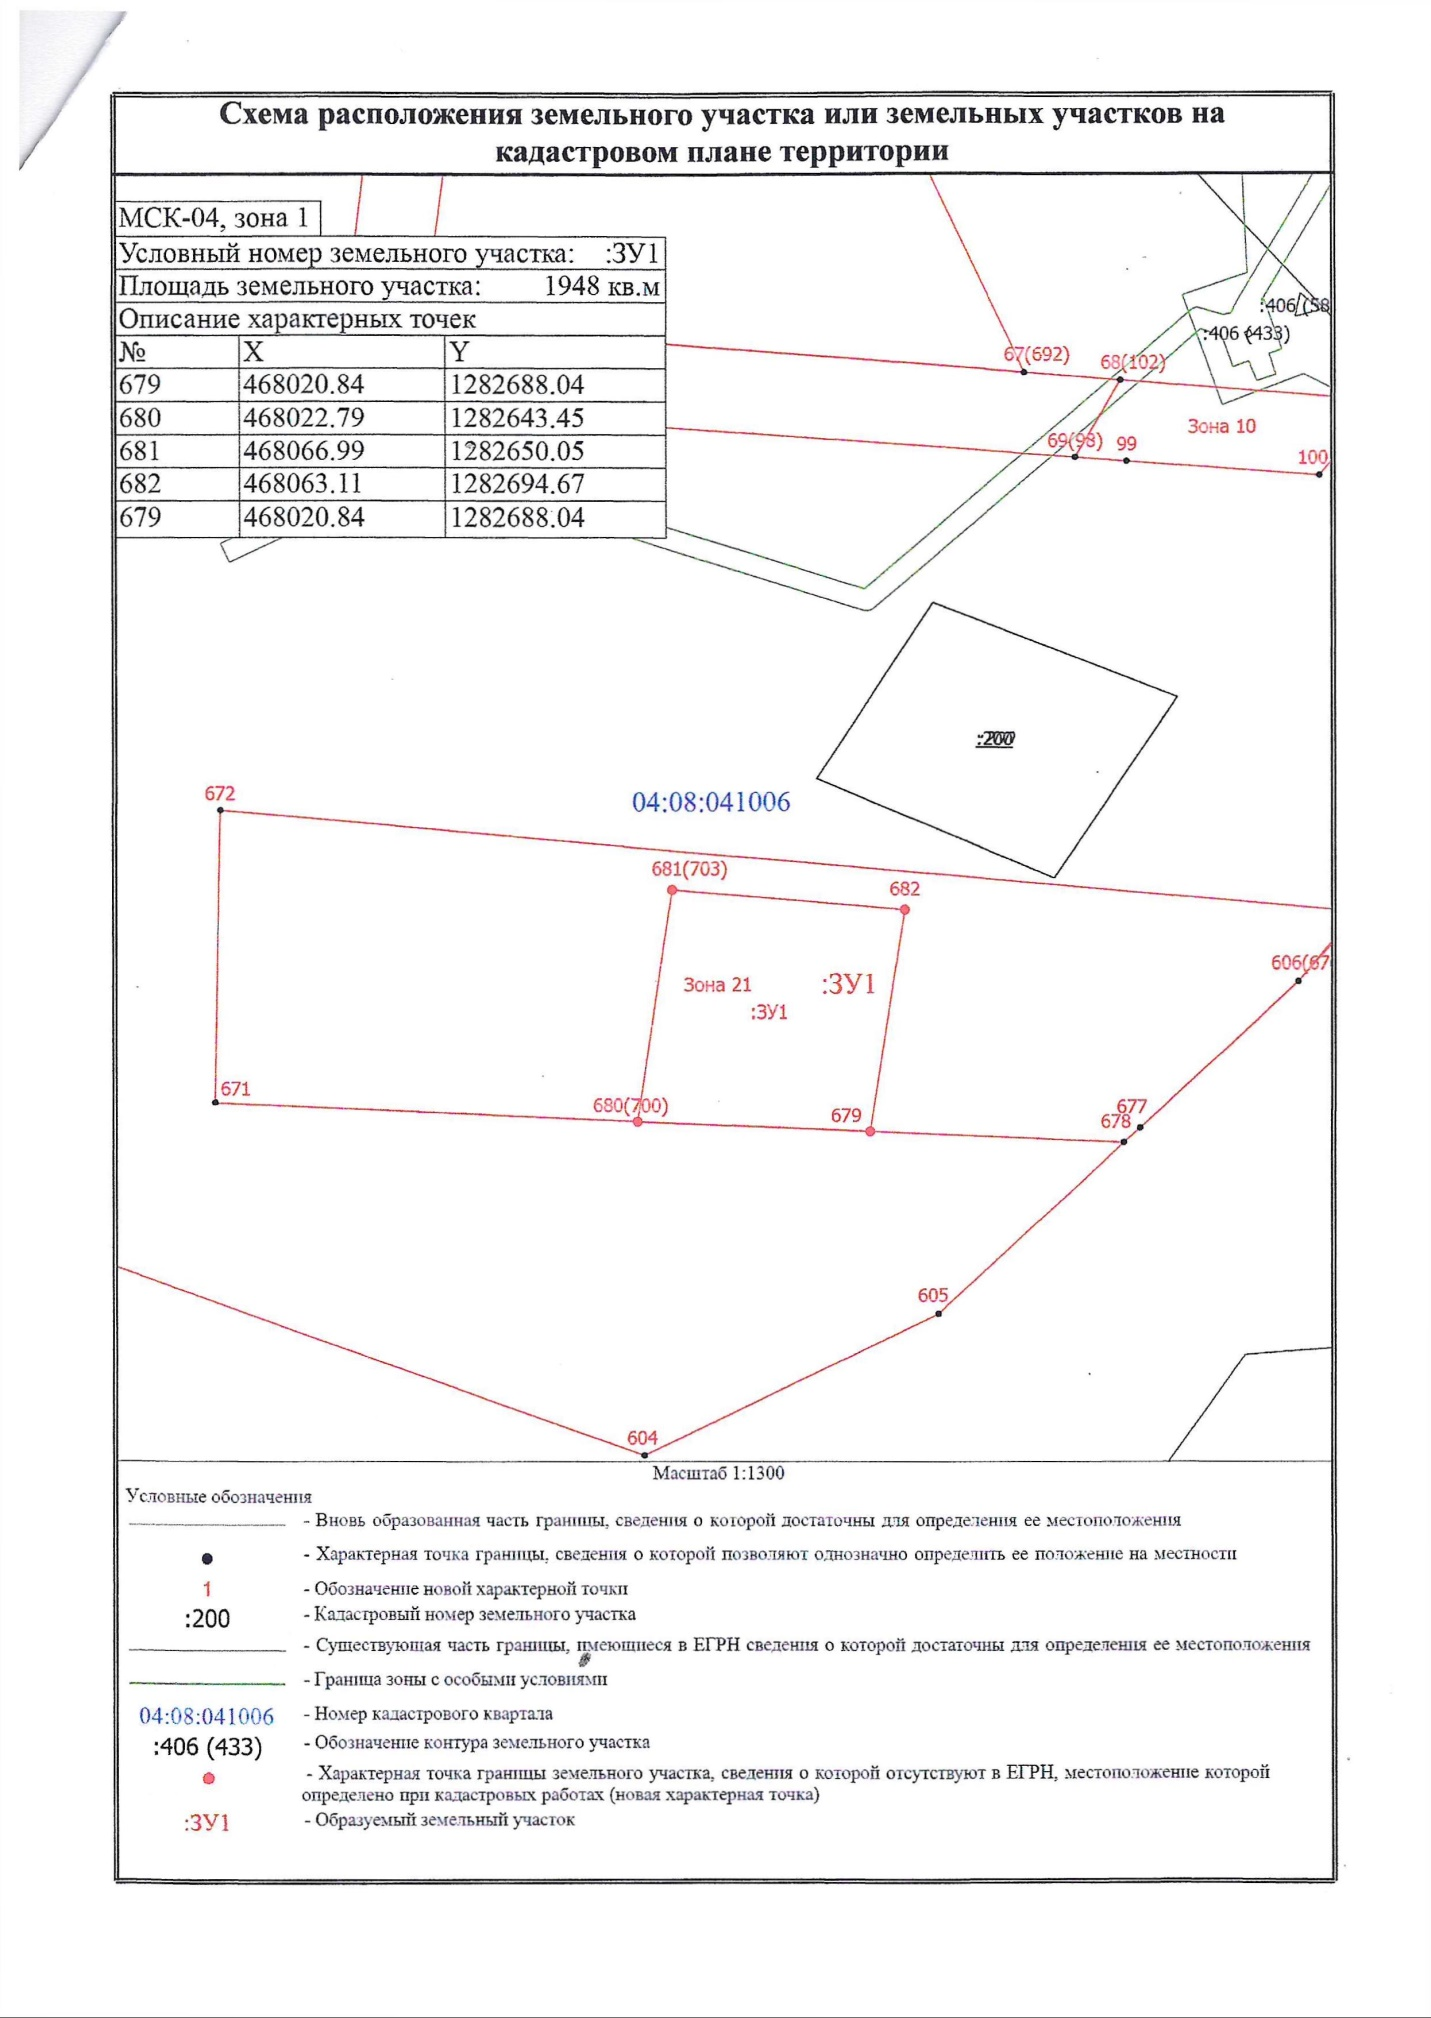 Схема расположения земельного участка или земельных участков на
кадастровом плане территории
МСК-04, зона 1
Условный номер земельного участка: :ЗУ1
Площадь земельного участка: 1948 кв.м
Описание характерных точек
№ X Y
679 468020.84 1282688.04
680 468022.79 1282643.45
681 468066.99 1282650.05
682 468063.11 1282694.67
679 468020.84 1282688.04
:406 (58
:406 (433)
67(692)
68(102)
Зона 10
69(98)
99
100
:200
672
04:08:041006
681(703)
682
606(67
Зона 21
:ЗУ1
:ЗУ1
671
680(700)
679
677
678
605
604
Масштаб 1:1300
Условные обозначения
- Вновь образованная часть границы, сведения о которой достаточны для определения ее местоположения
- Характерная точка границы, сведения о которой позволяют однозначно определить ее положение на местности
1 - Обозначение новой характерной точки
:200 - Кадастровый номер земельного участка
- Существующая часть границы, имеющиеся в ЕГРН сведения о которой достаточны для определения ее местоположения
- Граница зоны с особыми условиями
04:08:041006 - Номер кадастрового квартала
:406 (433) - Обозначение контура земельного участка
- Характерная точка границы земельного участка, сведения о которой отсутствуют в ЕГРН, местоположение которой
определено при кадастровых работах (новая характерная точка)
:ЗУ1 - Образуемый земельный участок